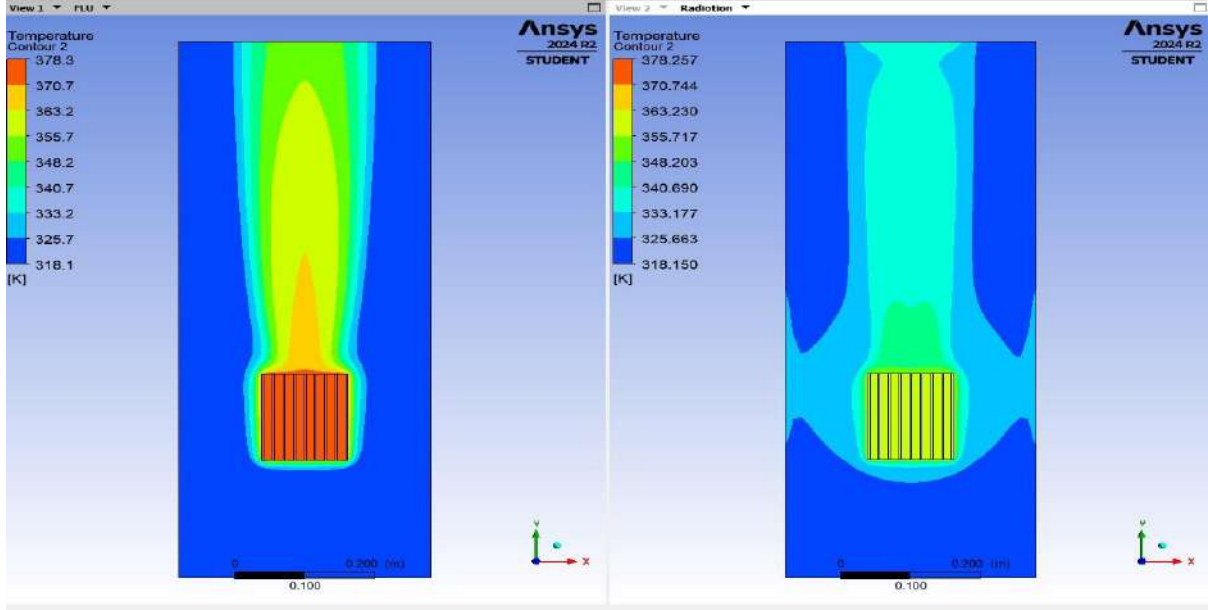 View 1 FLU
Temperature
Contour 2
378.3
370.7
363.2
355.7
348.2
340.7
333.2
325.7
318.1
[K]
Ansys
2024 R2
STUDENT
Y
X
0 0.200 (m)
0.100
View 2 Radiotion
Temperature
Contour 2
378.257
370.744
363.230
355.717
348.203
340.690
333.177
325.663
318.150
[K]
Ansys
2024 R2
STUDENT
Y
X
0 0.200 (m)
0.100